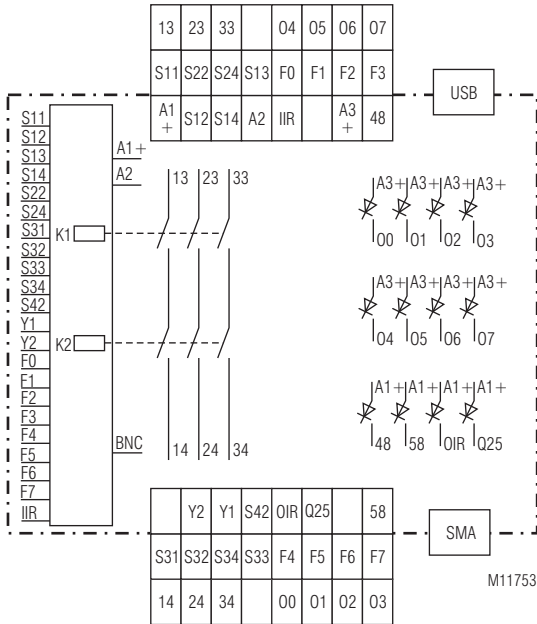 13 23 33 04 05 06 07
S11 S22 S24 S13 F0 F1 F2 F3
A1+ S12 S14 A2 IIR A3+ 48
USB
S11
S12
S13
S14
S22
S24
S31
S32
S33
S34
S42
Y1
Y2
F0
F1
F2
F3
F4
F5
F6
F7
IIR
K1
K2
A1+
A2
BNC
13 23 33
14 24 34
A3+ A3+ A3+ A3+
00 01 02 03
A3+ A3+ A3+ A3+
04 05 06 07
A1+ A1+ A1+ A1+
48 58 OIR Q25
Y2 Y1 S42 OIR Q25 58
S31 S32 S34 S33 F4 F5 F6 F7
14 24 34 00 01 02 03
SMA
M11753